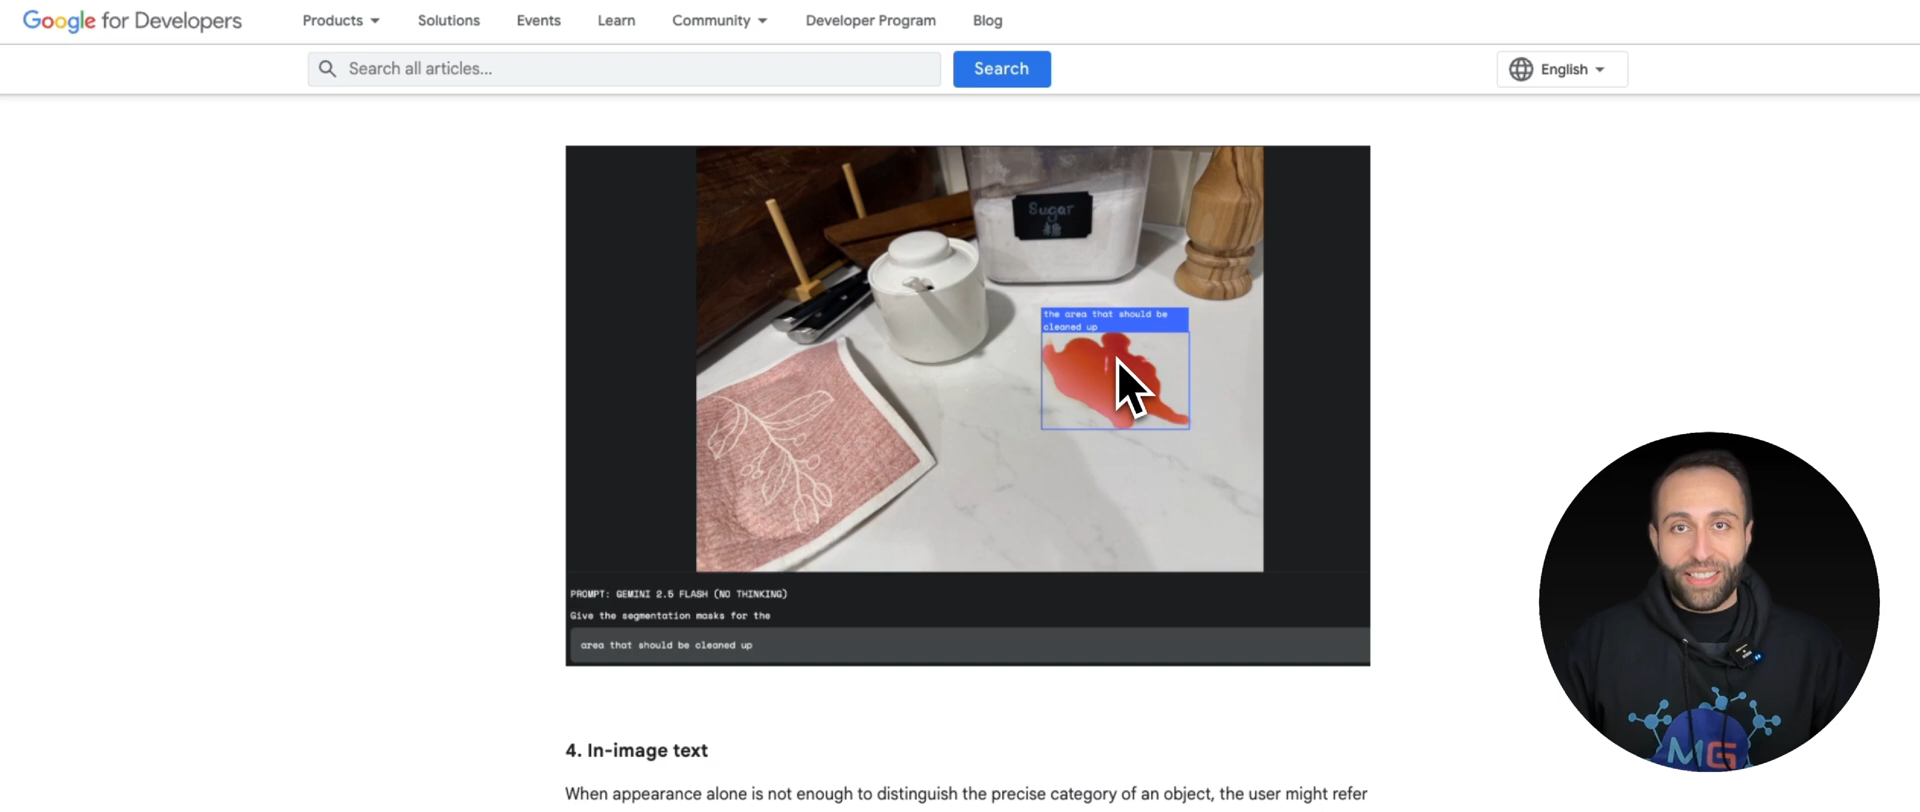 Google for Developers
Products
Solutions
Events
Learn
Community
Developer Program
Blog
Search all articles...
Search
English
Sugar
糖
the area that should be
cleaned up
PROMPT: GEMINI 2.5 FLASH (NO THINKING)
Give the segmentation masks for the
area that should be cleaned up
4. In-image text
When appearance alone is not enough to distinguish the precise category of an object, the user might refer
MG